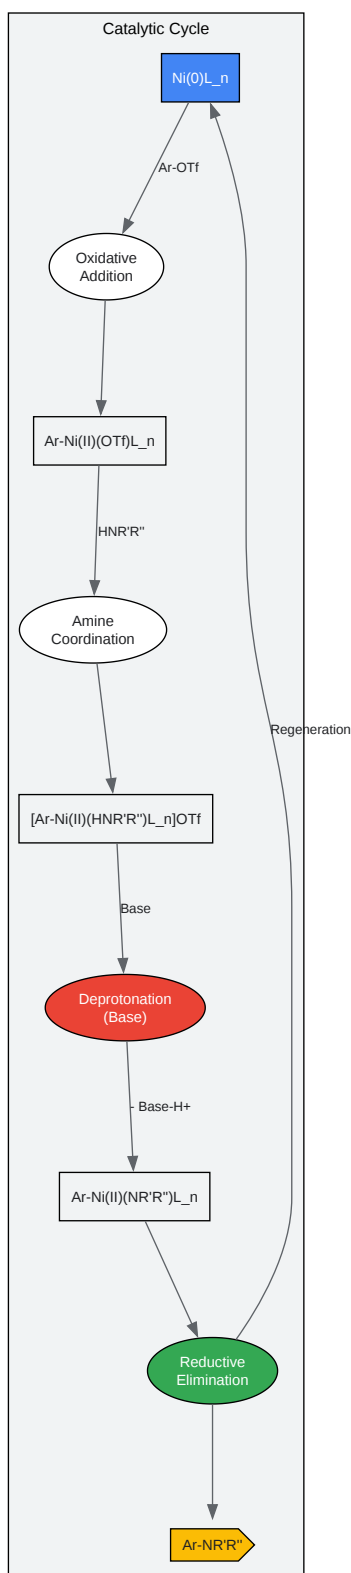 Catalytic Cycle
Ni(0)L_n
Ar-OTf
Oxidative
Addition
Ar-Ni(II)(OTf)L_n
HNR'R''
Amine
Coordination
[Ar-Ni(II)(HNR'R'')L_n]OTf
Regeneration
Base
Deprotonation
(Base)
- Base-H+
Ar-Ni(II)(NR'R'')L_n
Reductive
Elimination
Ar-NR'R''